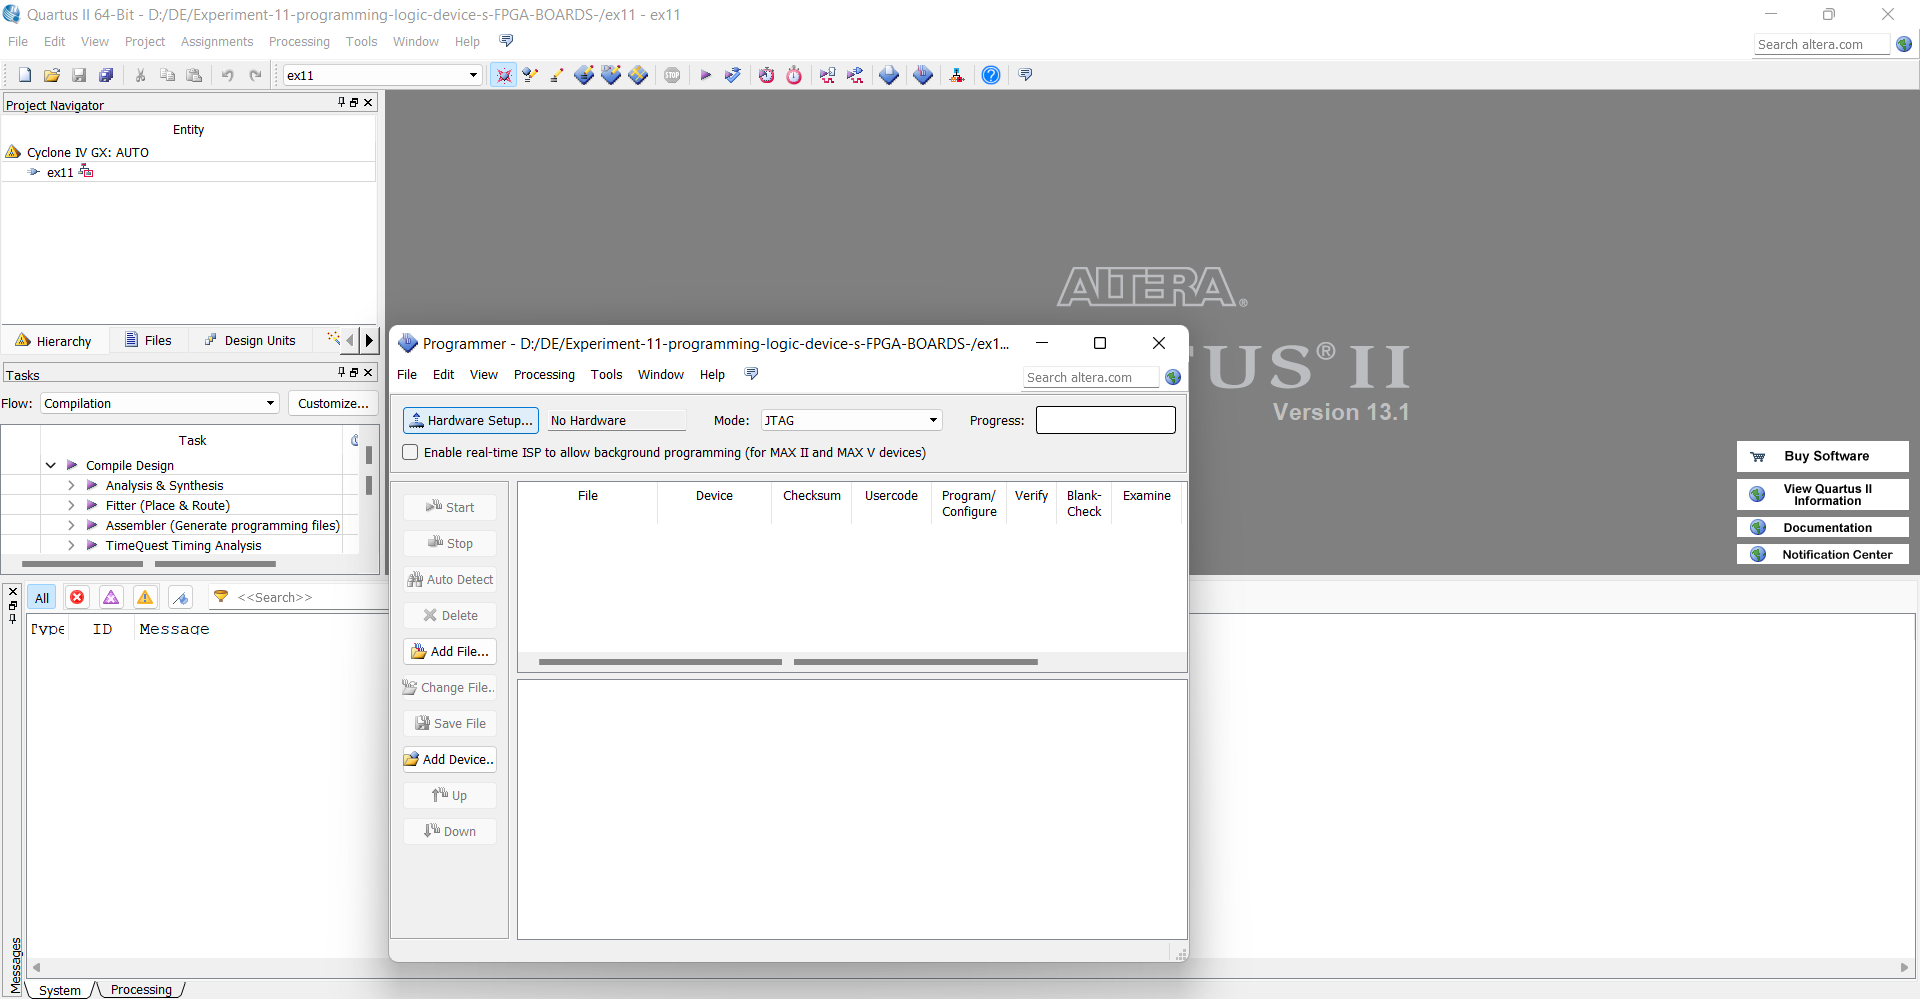 Quartus II 64-Bit - D:/DE/Experiment-11-programming-logic-device-s-FPGA-BOARDS-/ex11 - ex11
File Edit View Project Assignments Processing Tools Window Help
Search altera.com
ex11
STOP
Project Navigator
Entity
Cyclone IV GX: AUTO
ex11
Hierarchy Files Design Units
Tasks
Flow: Compilation Customize...
Task
Compile Design
Analysis & Synthesis
Fitter (Place & Route)
Assembler (Generate programming files)
TimeQuest Timing Analysis
ALTERA®
US® II
Version 13.1
Buy Software
View Quartus II
Information
Documentation
Notification Center
Programmer - D:/DE/Experiment-11-programming-logic-device-s-FPGA-BOARDS-/ex1...
File Edit View Processing Tools Window Help
Search altera.com
Hardware Setup... No Hardware Mode: JTAG Progress:
Enable real-time ISP to allow background programming (for MAX II and MAX V devices)
Start
Stop
Auto Detect
Delete
Add File...
Change File..
Save File
Add Device..
Up
Down
File Device Checksum Usercode Program/
Configure Verify Blank-
Check Examine
All <<Search>>
Type ID Message
Messages
System Processing